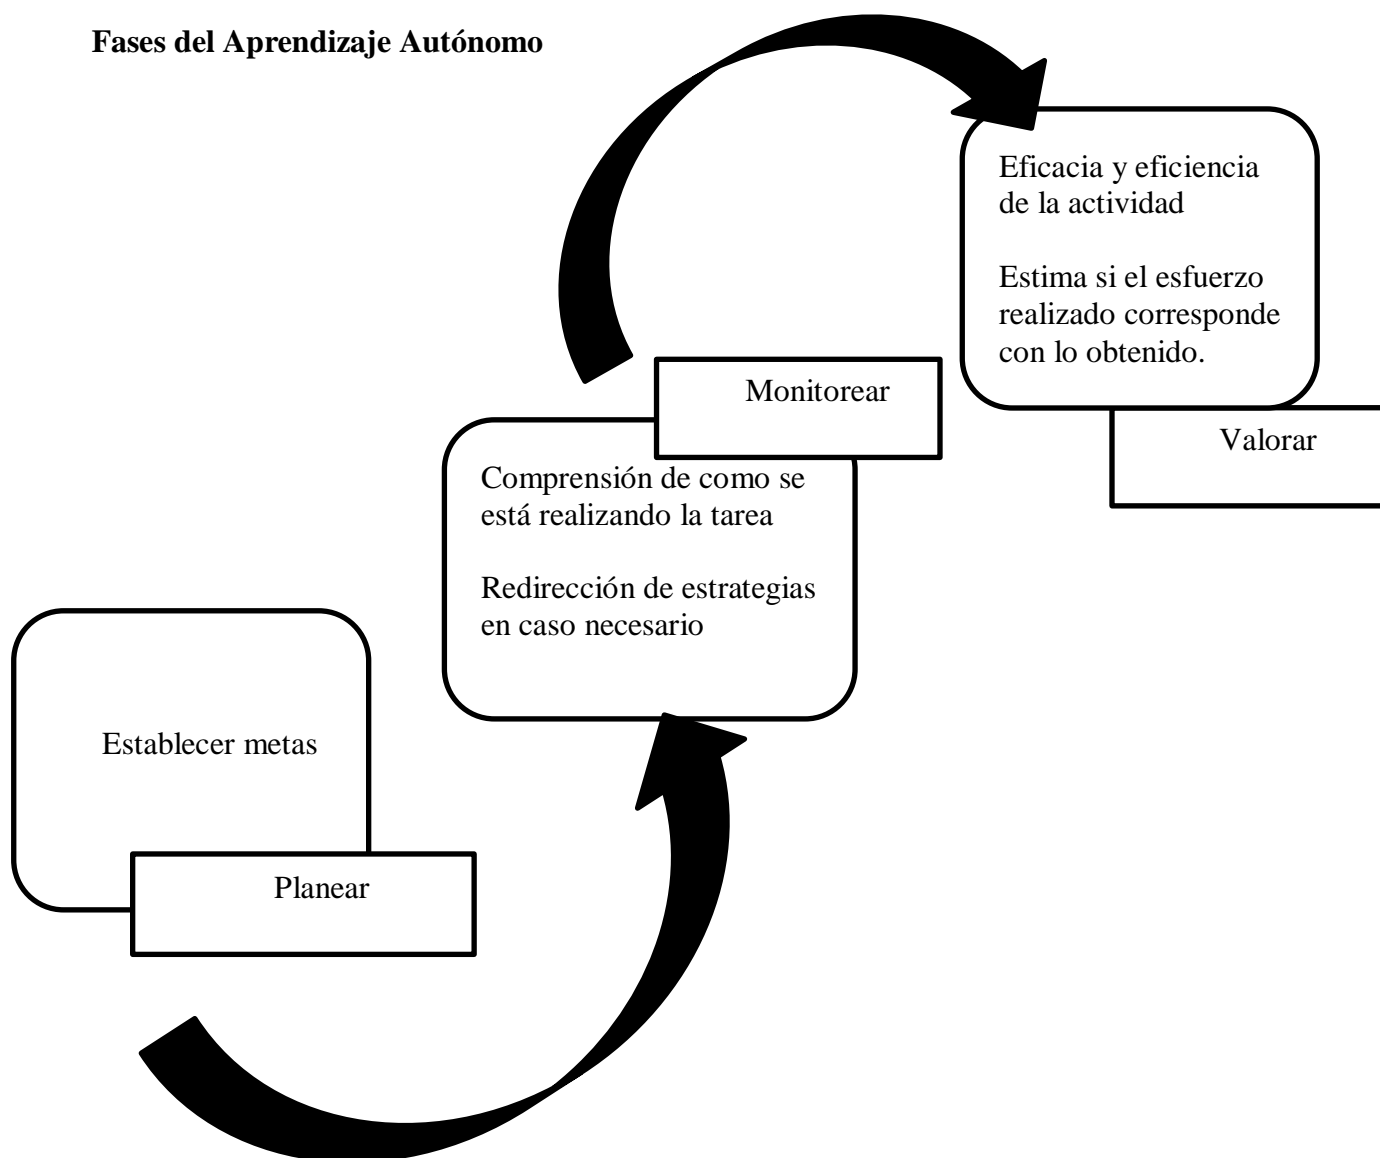 Fases del Aprendizaje Autónomo
Eficacia y eficiencia
de la actividad
Estima si el esfuerzo
realizado corresponde
con lo obtenido.
Valorar
Monitorear
Comprensión de como se
está realizando la tarea
Redirección de estrategias
en caso necesario
Establecer metas
Planear